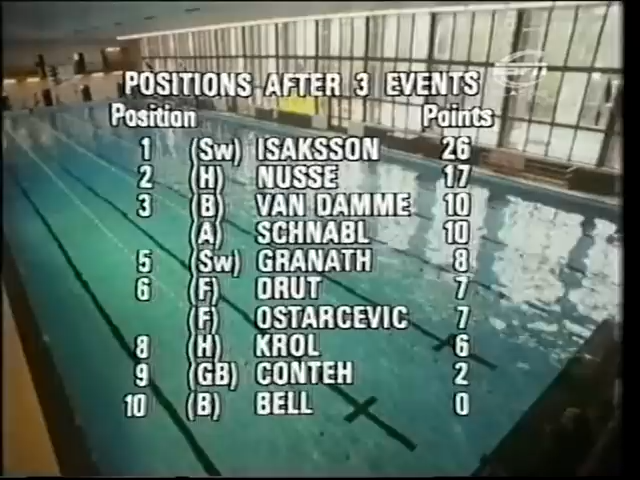 POSITIONS AFTER 3 EVENTS
Position Points
1 (Sw) ISAKSSON 26
2 (H) NUSSE 17
3 (B) VAN DAMME 10
(A) SCHNABL 10
5 (Sw) GRANATH 8
6 (F) DRUT 7
(F) OSTARCEVIC 7
8 (H) KROL 6
9 (GB) CONTEH 2
10 (B) BELL 0